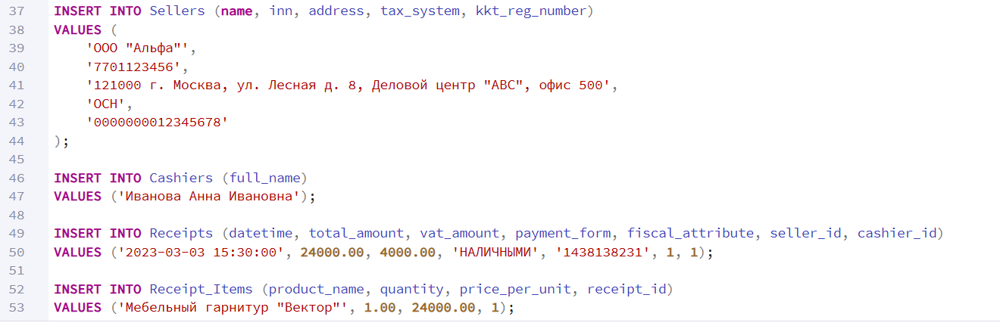 37 INSERT INTO Sellers (name, inn, address, tax_system, kkt_reg_number)
38 VALUES (
39     'ООО "Альфа"',
40     '7701123456',
41     '121000 г. Москва, ул. Лесная д. 8, Деловой центр "АВС", офис 500',
42     'ОСН',
43     '0000000012345678'
44 );
45
46 INSERT INTO Cashiers (full_name)
47 VALUES ('Иванова Анна Ивановна');
48
49 INSERT INTO Receipts (datetime, total_amount, vat_amount, payment_form, fiscal_attribute, seller_id, cashier_id)
50 VALUES ('2023-03-03 15:30:00', 24000.00, 4000.00, 'НАЛИЧНЫМИ', '1438138231', 1, 1);
51
52 INSERT INTO Receipt_Items (product_name, quantity, price_per_unit, receipt_id)
53 VALUES ('Мебельный гарнитур "Вектор"', 1.00, 24000.00, 1);